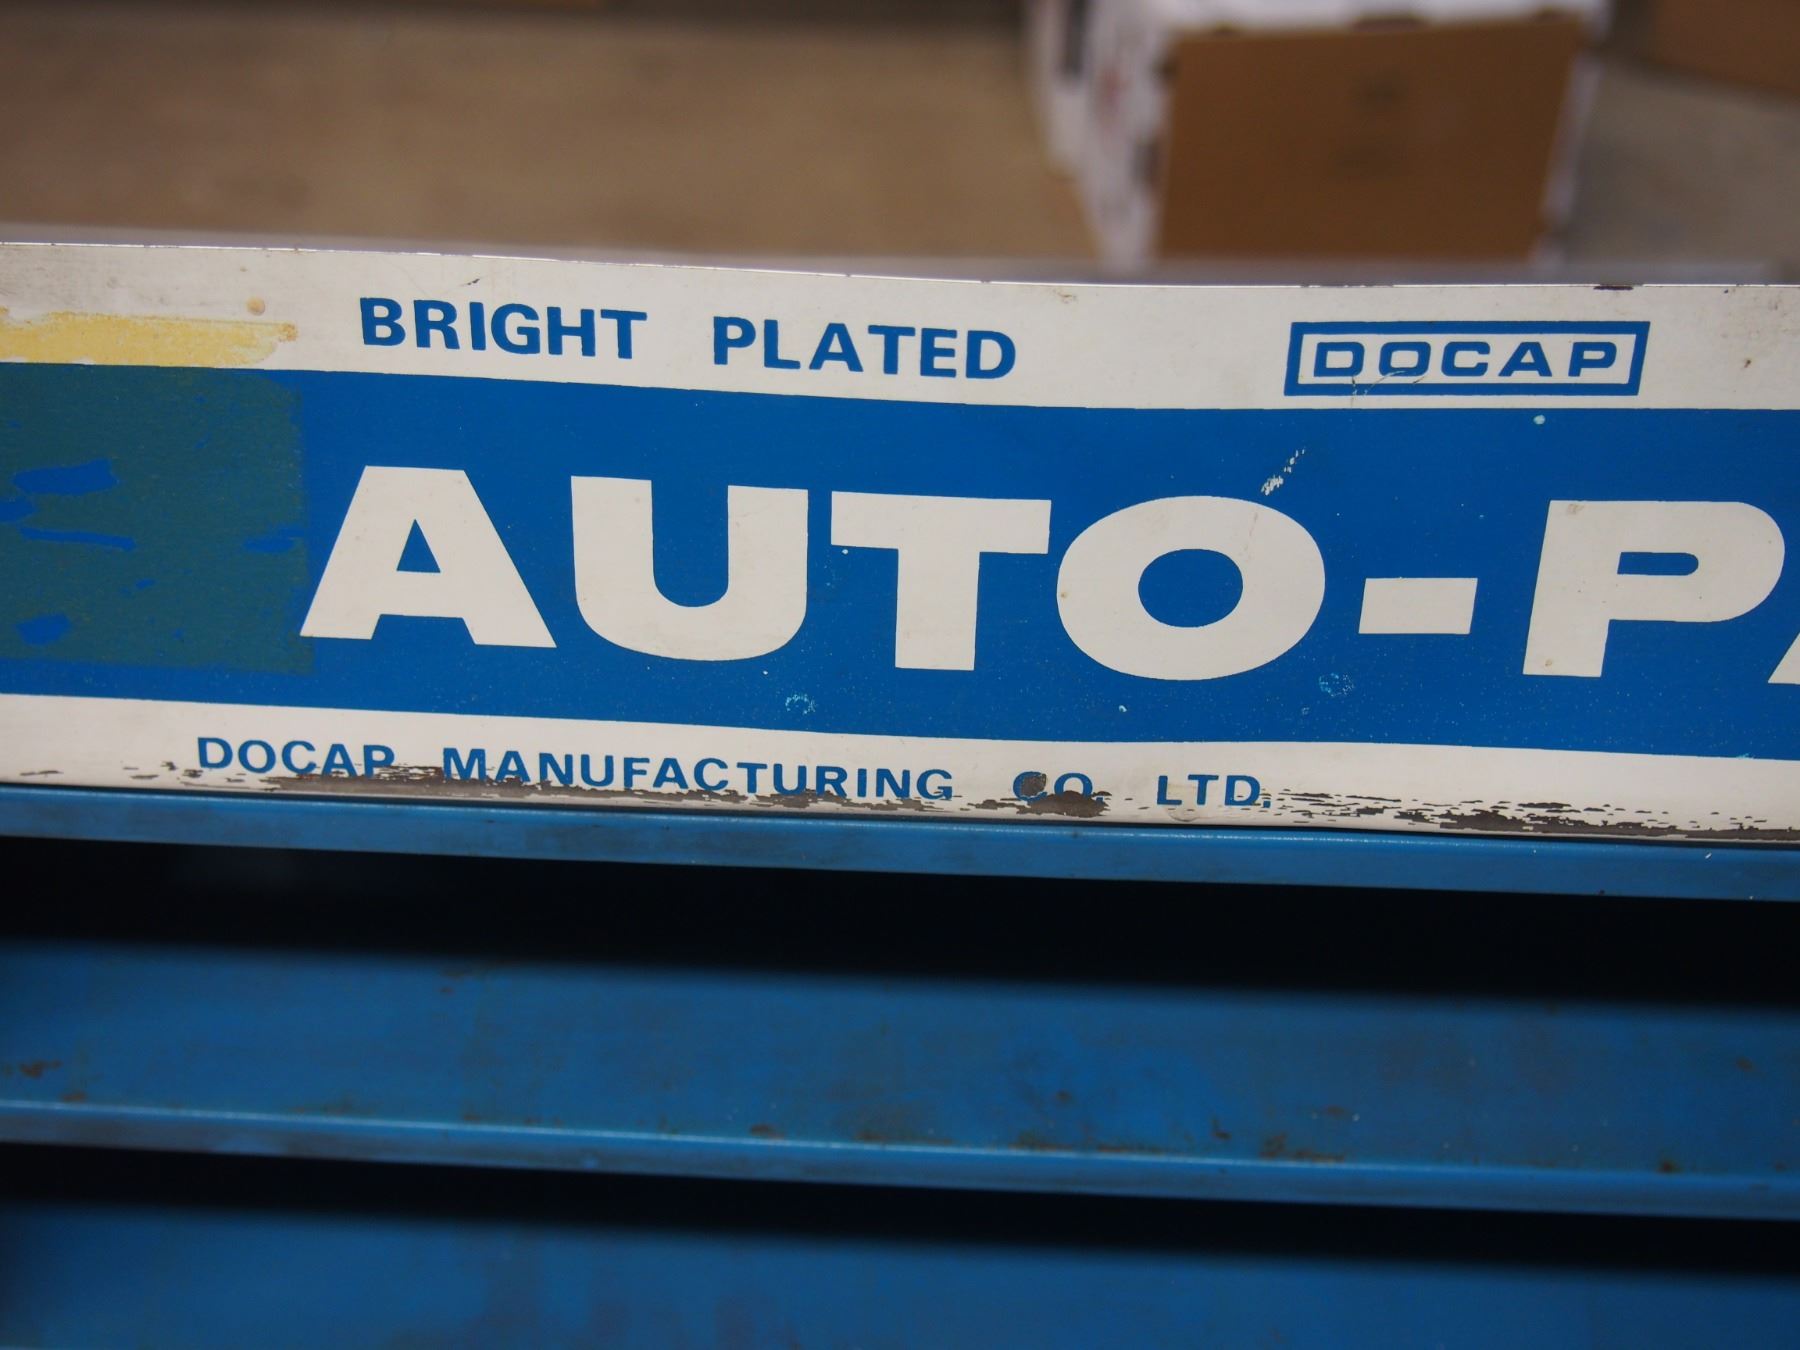 BRIGHT PLATED
DOCAP
AUTO-P
DOCAP MANUFACTURING CO. LTD.